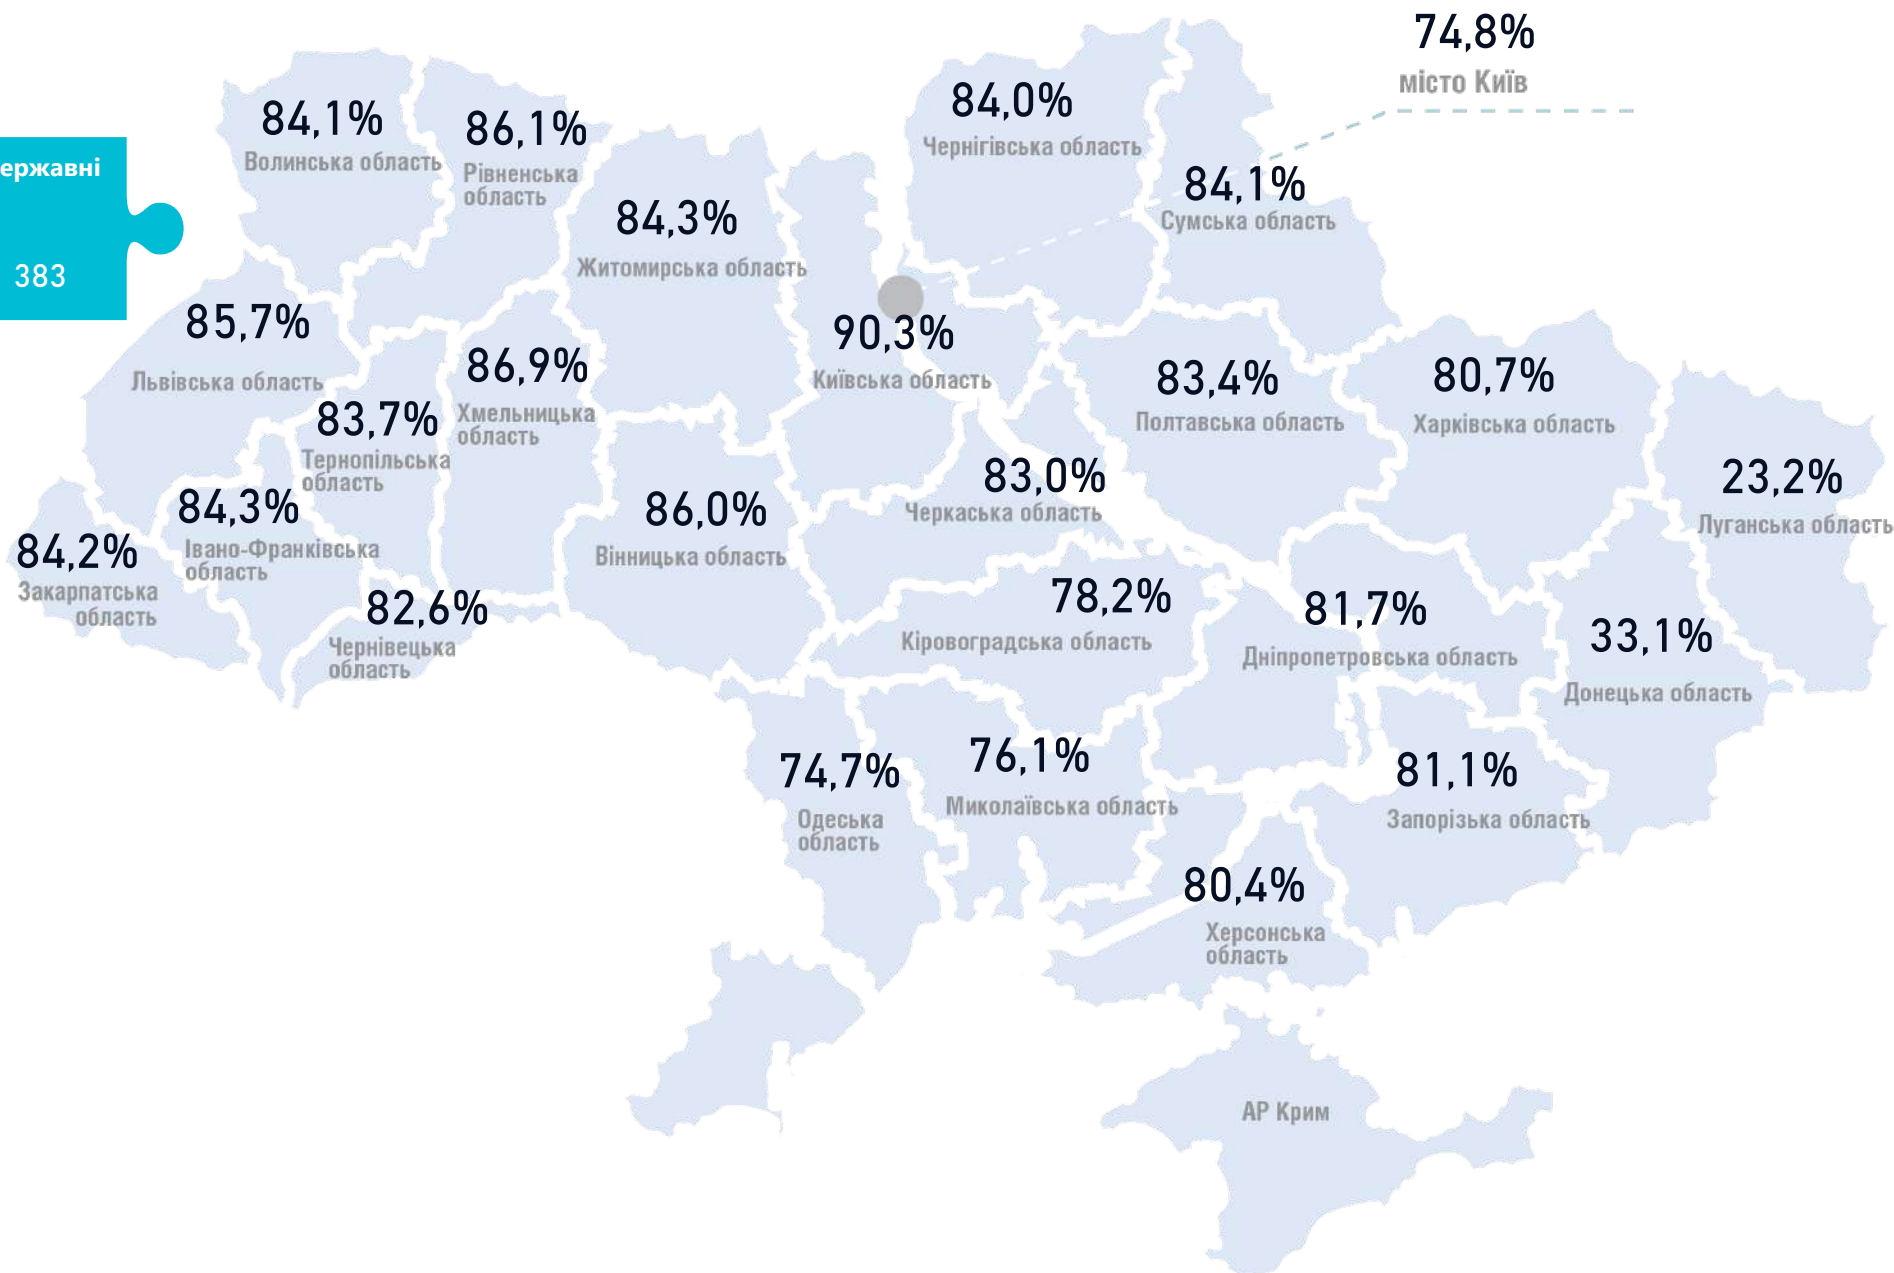 74,8%
місто Київ
ержавні
383
84,1%
Волинська область
86,1%
Рівненська
область
84,3%
Житомирська область
84,0%
Чернігівська область
84,1%
Сумська область
85,7%
Львівська область
86,9%
Хмельницька
область
83,7%
Тернопільська
область
90,3%
Київська область
83,4%
Полтавська область
80,7%
Харківська область
23,2%
Луганська область
84,2%
Закарпатська
область
84,3%
Івано-Франківська
область
82,6%
Чернівецька
область
86,0%
Вінницька область
83,0%
Черкаська область
78,2%
Кіровоградська область
81,7%
Дніпропетровська область
33,1%
Донецька область
74,7%
Одеська
область
76,1%
Миколаївська область
81,1%
Запорізька область
80,4%
Херсонська
область
АР Крим